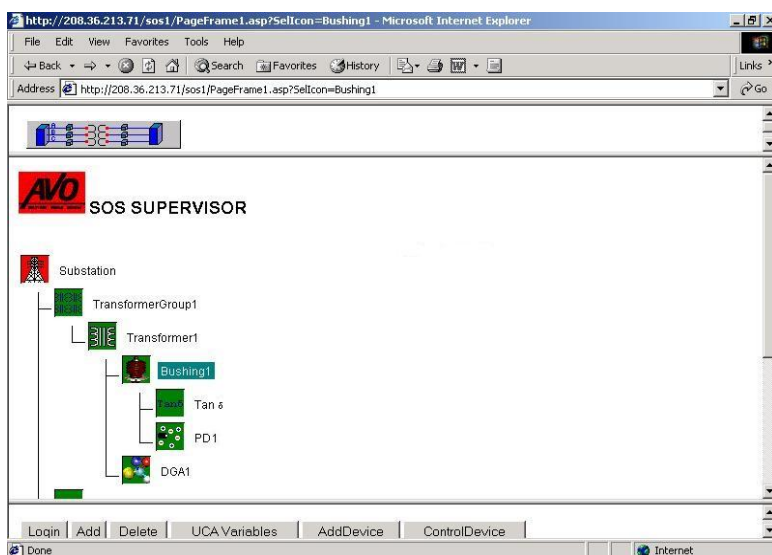 http://208.36.213.71/sos1/PageFrame1.asp?SelIcon=Bushing1 - Microsoft Internet Explorer
File Edit View Favorites Tools Help
Back Search Favorites History Links
Address http://208.36.213.71/sos1/PageFrame1.asp?SelIcon=Bushing1 Go
AVO SOS SUPERVISOR
Substation
TransformerGroup1
Transformer1
Bushing1
Tanδ Tan δ
PD1
DGA1
Login Add Delete UCA Variables AddDevice ControlDevice
Done Internet